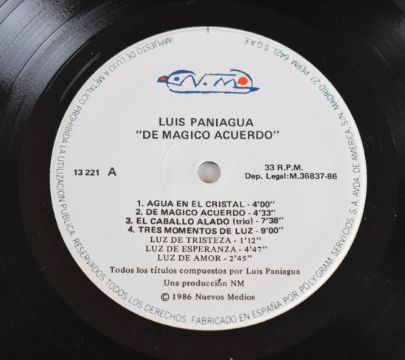 N.MO
LUIS PANIAGUA
"DE MAGICO ACUERDO"
13 221 A
33 R.P.M.
Dep. Legal:M.36837-86
1. AGUA EN EL CRISTAL - 4'00"
2. DE MAGICO ACUERDO - 4'33"
3. EL CABALLO ALADO (trio) - 7'38"
4. TRES MOMENTOS DE LUZ - 9'00"
LUZ DE TRISTEZA - 1'12"
LUZ DE ESPERANZA - 4'47"
LUZ DE AMOR - 2'45"
Todos los títulos compuestos por Luis Paniagua
Una producción NM
© 1986 Nuevos Medios
IMPUESTO DE LUJO A METALICO PROHIBIDA LA UTILIZACION PUBLICA. RESERVADOS TODOS LOS DERECHOS. FABRICADO EN ESPAÑA POR POLYGRAM SERVICIOS S.A. AVDA. DE AMERICA, S/N. MADRID-27 PERM. 6421 S.G.A.E.